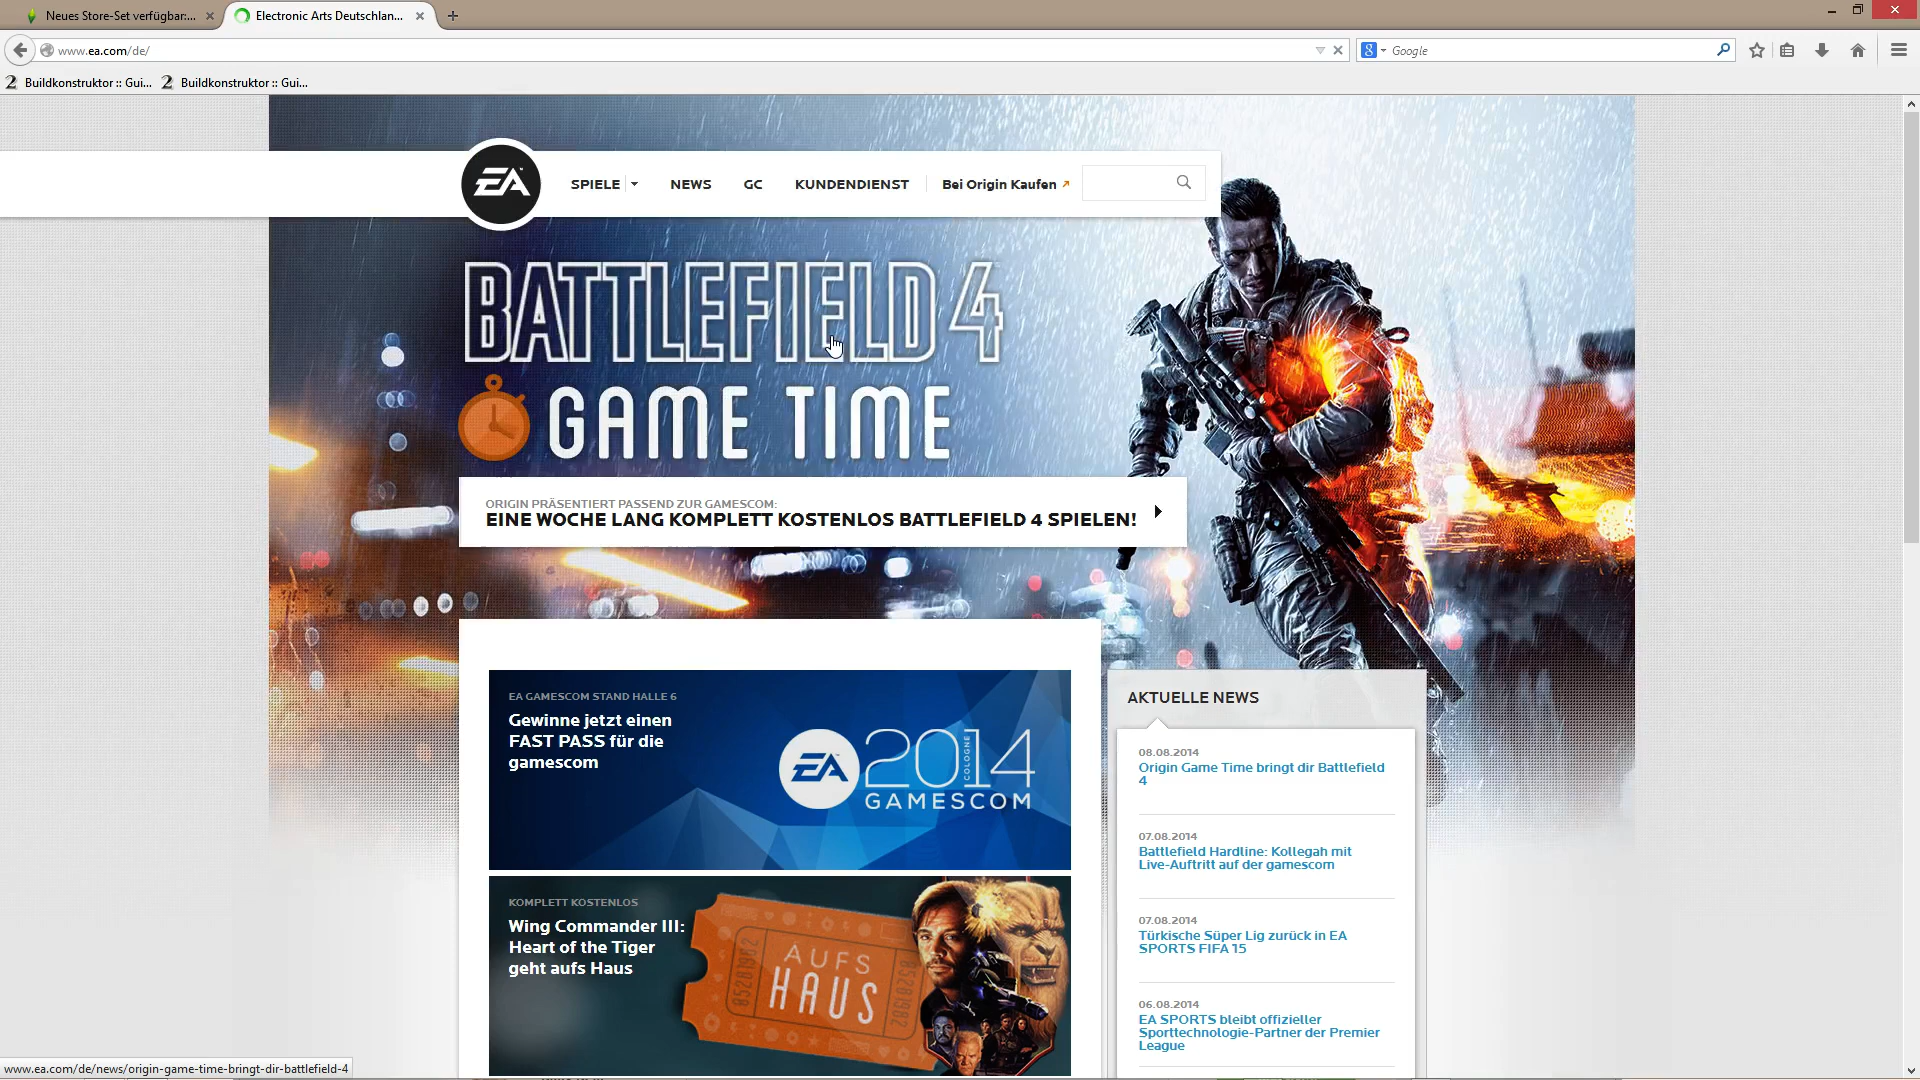 Neues Store-Set verfügbar:...
Electronic Arts Deutschlan...
www.ea.com/de/
Google
Buildkonstruktor :: Gui...
Buildkonstruktor :: Gui...
EA
SPIELE
NEWS
GC
KUNDENDIENST
Bei Origin Kaufen
BATTLEFIELD 4
GAME TIME
ORIGIN PRÄSENTIERT PASSEND ZUR GAMESCOM:
EINE WOCHE LANG KOMPLETT KOSTENLOS BATTLEFIELD 4 SPIELEN!
EA GAMESCOM STAND HALLE 6
Gewinne jetzt einen
FAST PASS für die
gamescom
EA
2014
COLOGNE
GAMESCOM
KOMPLETT KOSTENLOS
Wing Commander III:
Heart of the Tiger
geht aufs Haus
AUFS
HAUS
85281982
85281982
AKTUELLE NEWS
08.08.2014
Origin Game Time bringt dir Battlefield
4
07.08.2014
Battlefield Hardline: Kollegah mit
Live-Auftritt auf der gamescom
07.08.2014
Türkische Süper Lig zurück in EA
SPORTS FIFA 15
06.08.2014
EA SPORTS bleibt offizieller
Sporttechnologie-Partner der Premier
League
www.ea.com/de/news/origin-game-time-bringt-dir-battlefield-4